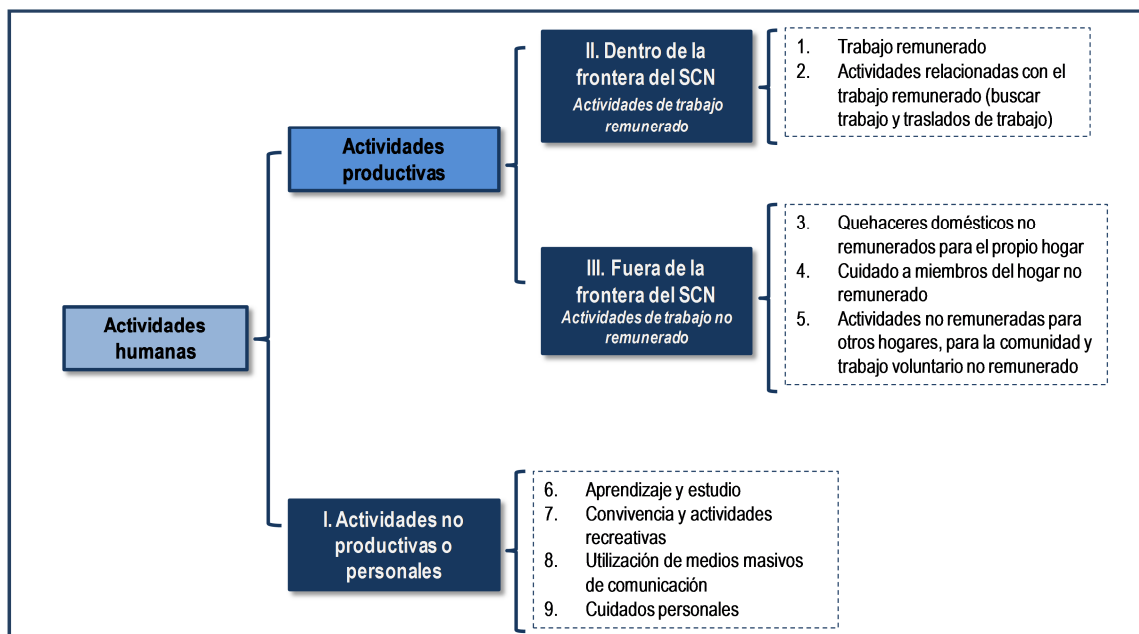 Actividades
humanas
Actividades
productivas
II. Dentro de la
frontera del SCN
Actividades de trabajo
remunerado
1. Trabajo remunerado
2. Actividades relacionadas con el
trabajo remunerado (buscar
trabajo y traslados de trabajo)
III. Fuera de la
frontera del SCN
Actividades de trabajo no
remunerado
3. Quehaceres domésticos no
remunerados para el propio hogar
4. Cuidado a miembros del hogar no
remunerado
5. Actividades no remuneradas para
otros hogares, para la comunidad y
trabajo voluntario no remunerado
I. Actividades no
productivas o
personales
6. Aprendizaje y estudio
7. Convivencia y actividades
recreativas
8. Utilización de medios masivos
de comunicación
9. Cuidados personales